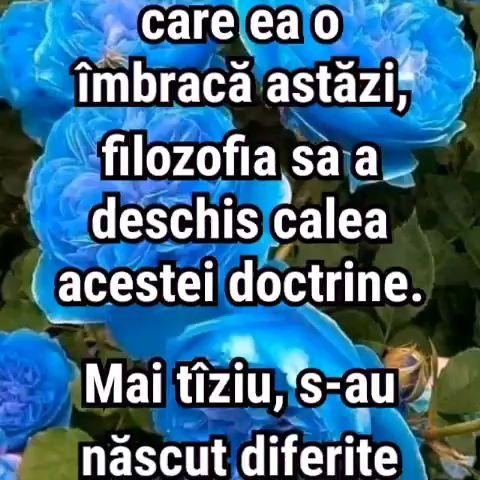 care ea o
îmbracă astăzi,
filozofia sa a
deschis calea
acestei doctrine.
Mai tîziu, s-au
născut diferite